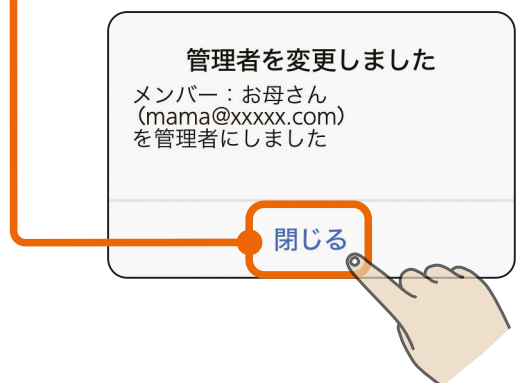 管理者を変更しました
メンバー：お母さん
（mama@xxxxx.com）
を管理者にしました
閉じる